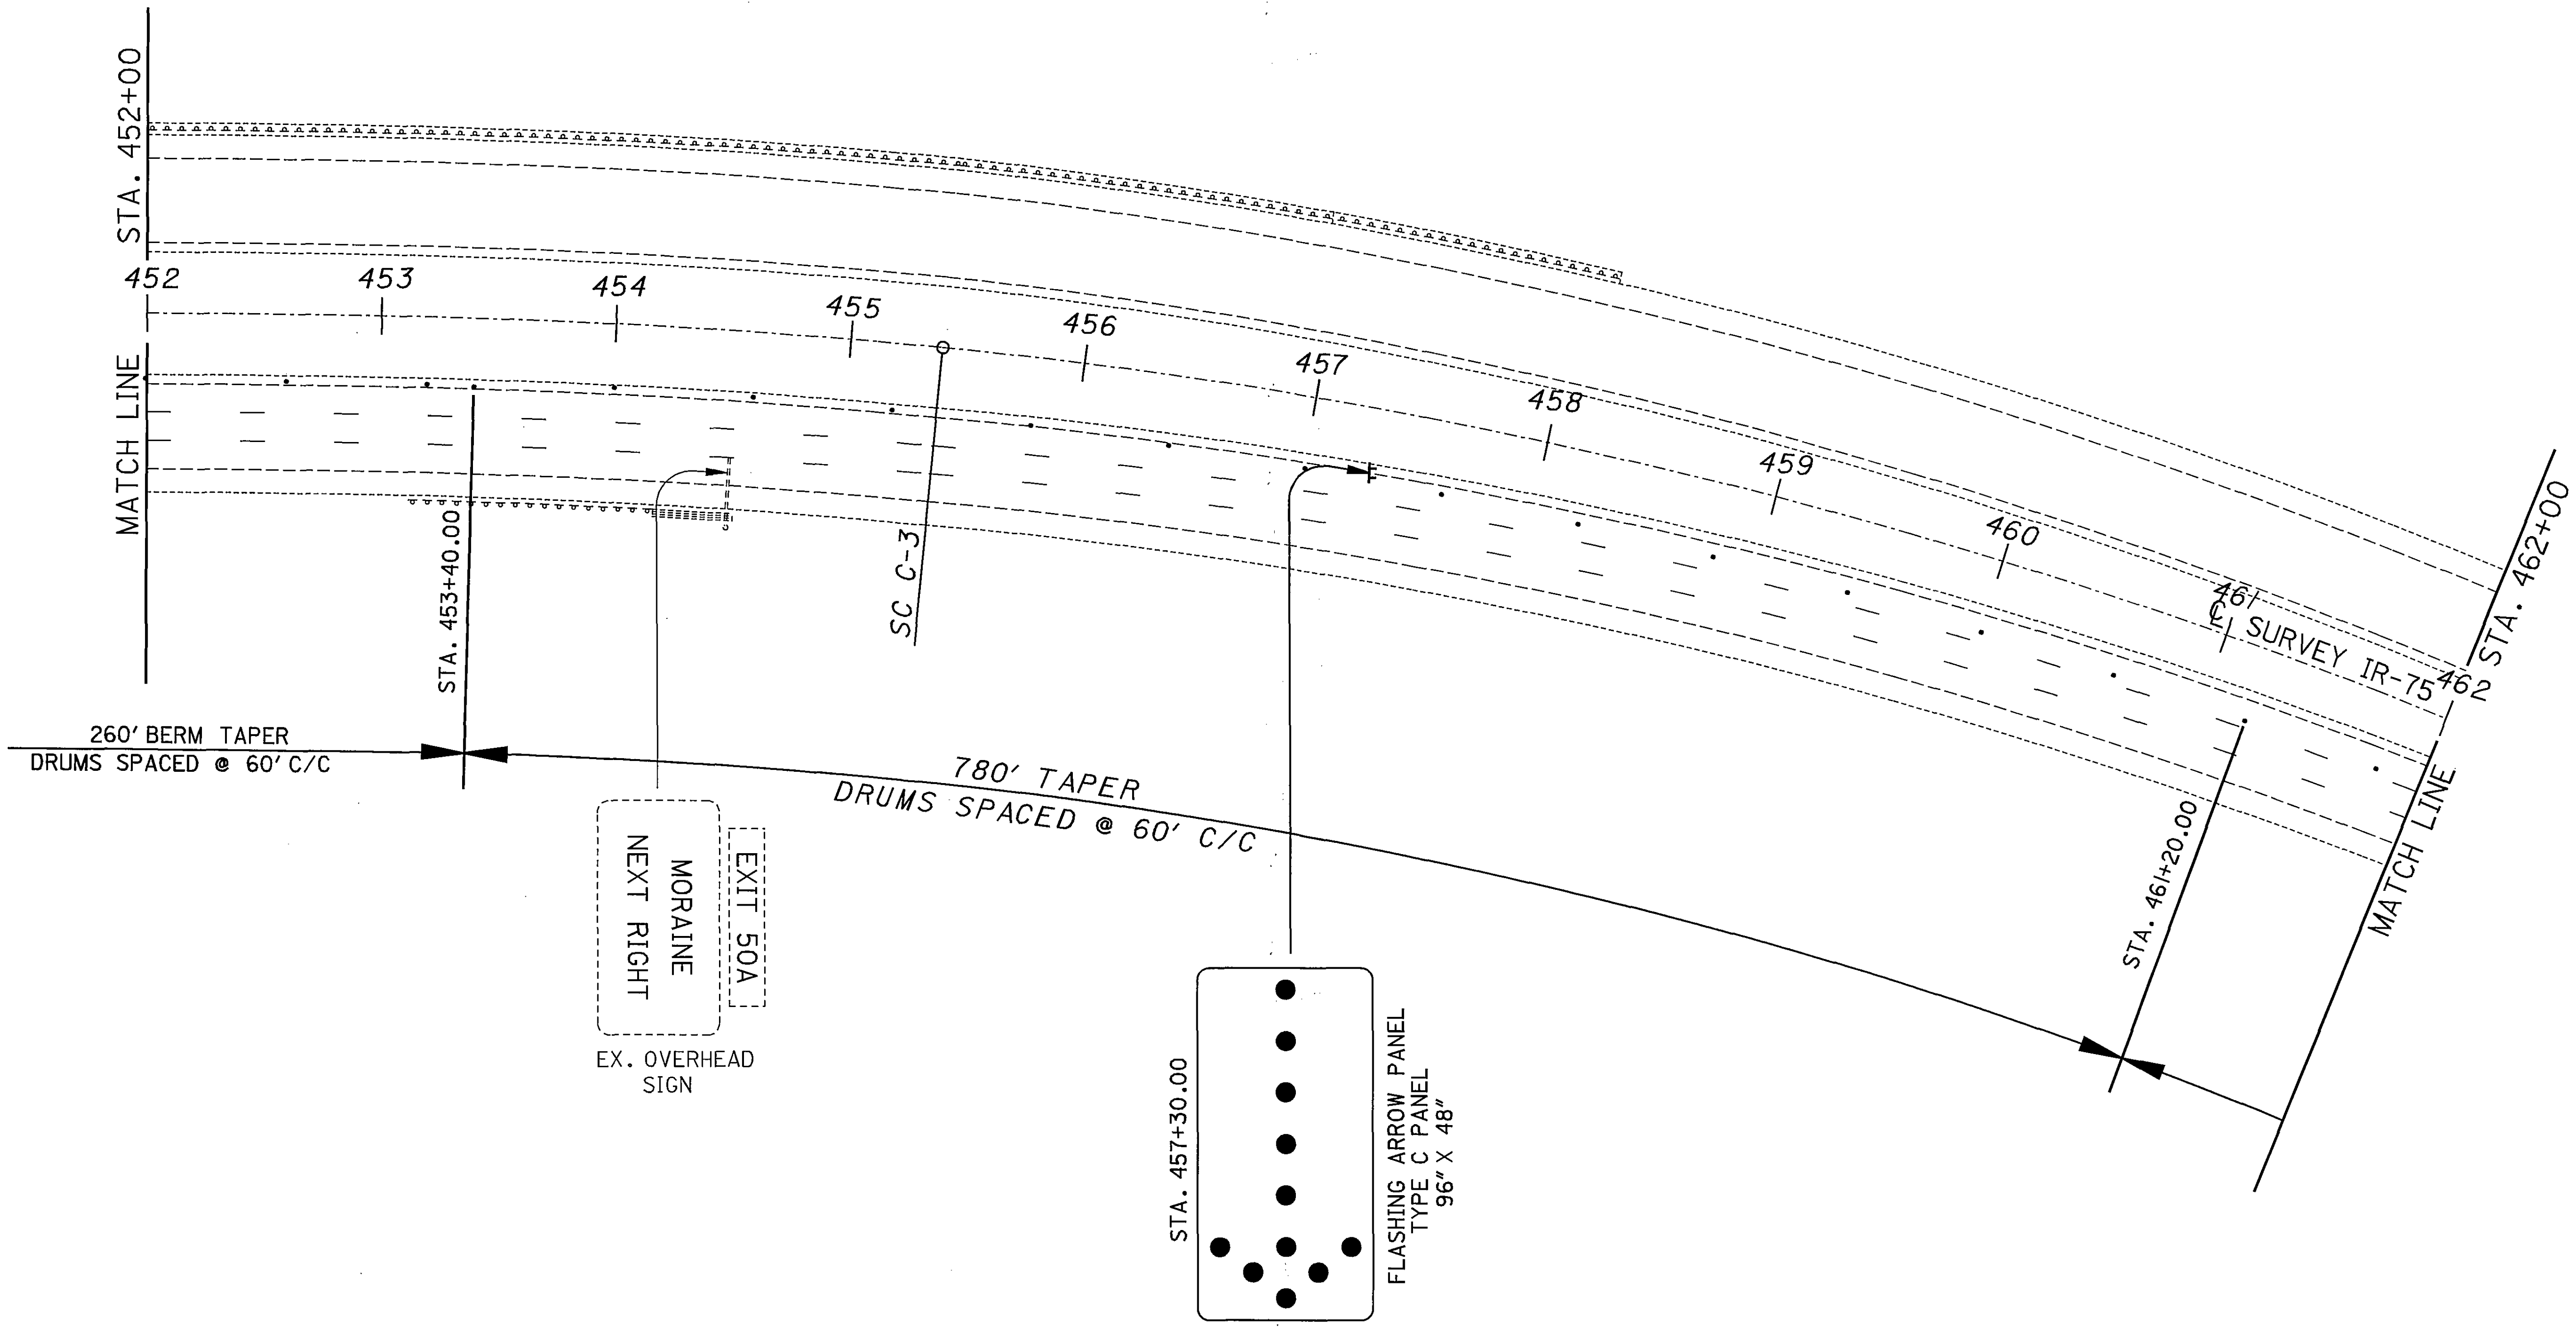 STA. 452+00
MATCH LINE
452
453
454
455
456
457
458
459
460
461
462
℄ SURVEY IR-75
STA. 462+00
MATCH LINE
STA. 453+40.00
SC C-3
STA. 461+20.00
260' BERM TAPER
DRUMS SPACED @ 60' C/C
780' TAPER
DRUMS SPACED @ 60' C/C
EXIT 50A
MORAINE
NEXT RIGHT
EX. OVERHEAD
SIGN
STA. 457+30.00
FLASHING ARROW PANEL
TYPE C PANEL
96" X 48"